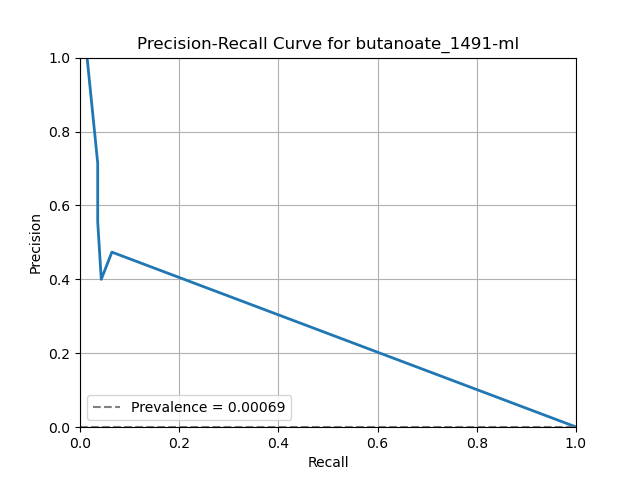 Precision-Recall Curve for butanoate_1491-ml
1.0
0.8
0.6
0.4
0.2
0.0
Precision
Prevalence = 0.00069
0.0 0.2 0.4 0.6 0.8 1.0
Recall